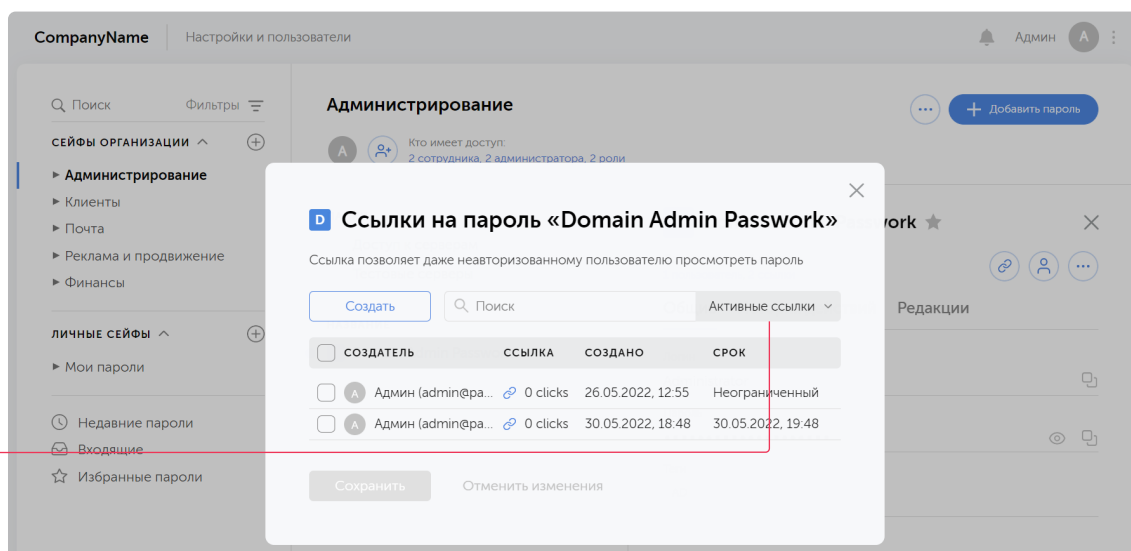 CompanyName
Настройки и пользователи
Админ
А
Поиск
Фильтры
СЕЙФЫ ОРГАНИЗАЦИИ
Администрирование
Клиенты
Почта
Реклама и продвижение
Финансы
ЛИЧНЫЕ СЕЙФЫ
Мои пароли
Недавние пароли
Входящие
Избранные пароли
Администрирование
Добавить пароль
А
Кто имеет доступ:
2 сотрудника, 2 администратора, 2 роли
D Ссылки на пароль «Domain Admin Passwork»
Ссылка позволяет даже неавторизованному пользователю просмотреть пароль
Создать
Поиск
Активные ссылки
СОЗДАТЕЛЬ ССЫЛКА СОЗДАНО СРОК
А Админ (admin@pa... 0 clicks 26.05.2022, 12:55 Неограниченный
А Админ (admin@pa... 0 clicks 30.05.2022, 18:48 30.05.2022, 19:48
Сохранить
Отменить изменения
Редакции